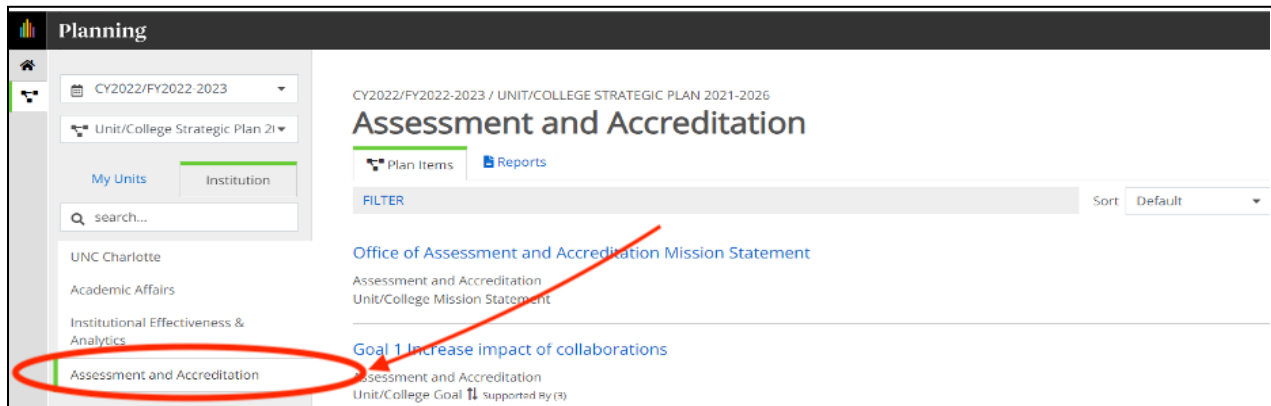 Planning
CY2022/FY2022-2023
Unit/College Strategic Plan 2(
My Units
Institution
search...
UNC Charlotte
Academic Affairs
Institutional Effectiveness &
Analytics
Assessment and Accreditation
CY2022/FY2022-2023 / UNIT/COLLEGE STRATEGIC PLAN 2021-2026
Assessment and Accreditation
Plan Items
Reports
FILTER
Sort Default
Office of Assessment and Accreditation Mission Statement
Assessment and Accreditation
Unit/College Mission Statement
Goal 1 Increase impact of collaborations
Assessment and Accreditation
Unit/College Goal Supported By (3)